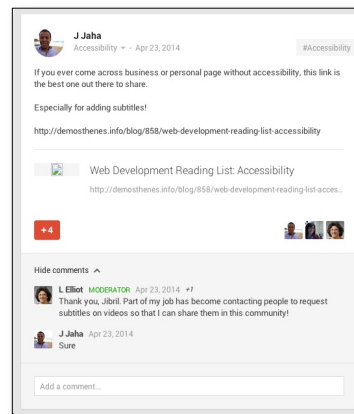 J Jaha
Accessibility - Apr 23, 2014
#Accessibility
If you ever come across business or personal page without accessibility, this link is
the best one out there to share.
Especially for adding subtitles!
http://demosthenes.info/blog/858/web-development-reading-list-accessibility
Web Development Reading List: Accessibility
http://demosthenes.info/blog/858/web-development-reading-list-acces...
+4
Hide comments
L Elliot MODERATOR Apr 23, 2014 +1
Thank you, Jibril. Part of my job has become contacting people to request
subtitles on videos so that I can share them in this community!
J Jaha Apr 23, 2014
Sure
Add a comment...